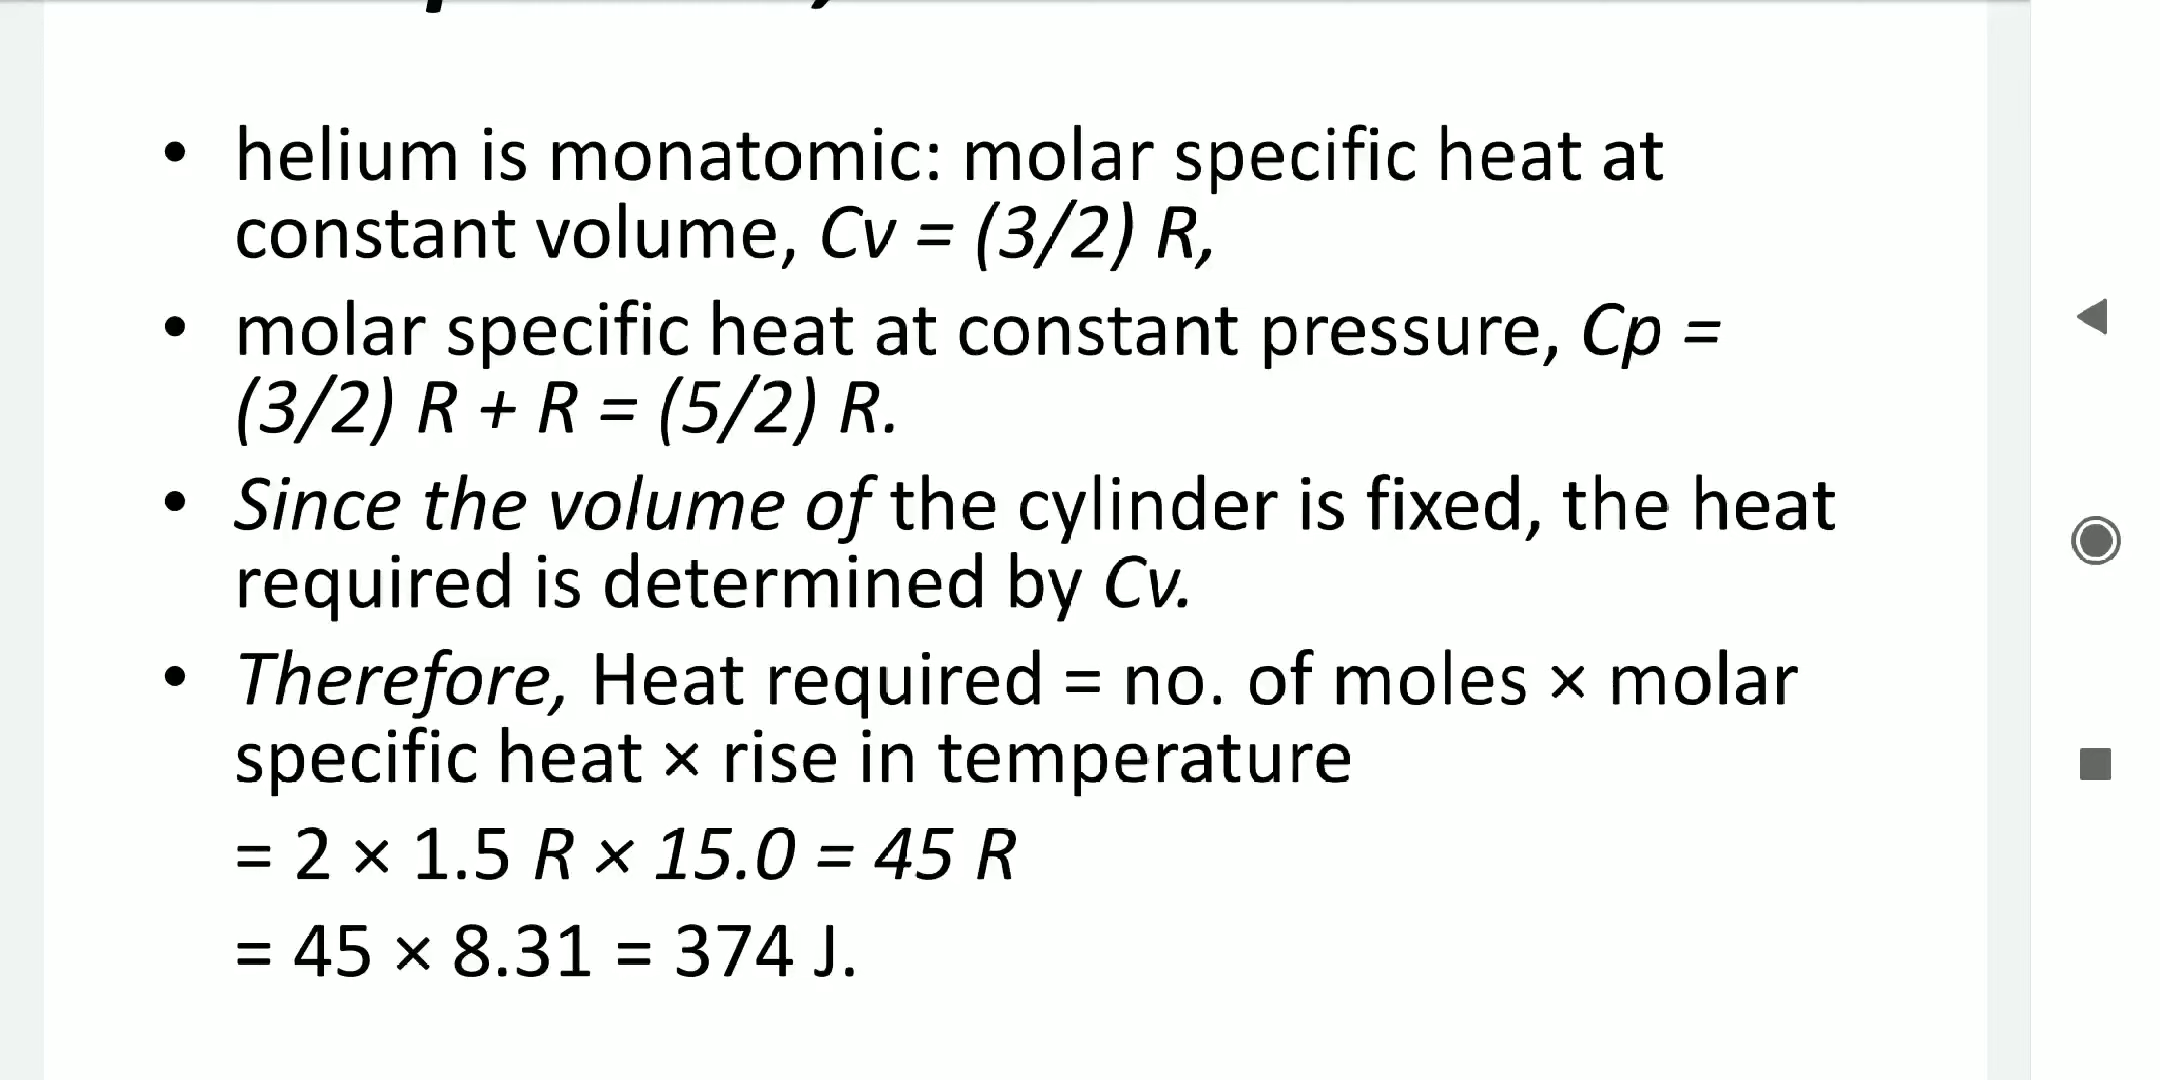 • helium is monatomic: molar specific heat at
constant volume, Cv = (3/2) R,
• molar specific heat at constant pressure, Cp =
(3/2) R + R = (5/2) R.
• Since the volume of the cylinder is fixed, the heat
required is determined by Cv.
• Therefore, Heat required = no. of moles × molar
specific heat × rise in temperature
= 2 × 1.5 R × 15.0 = 45 R
= 45 × 8.31 = 374 J.